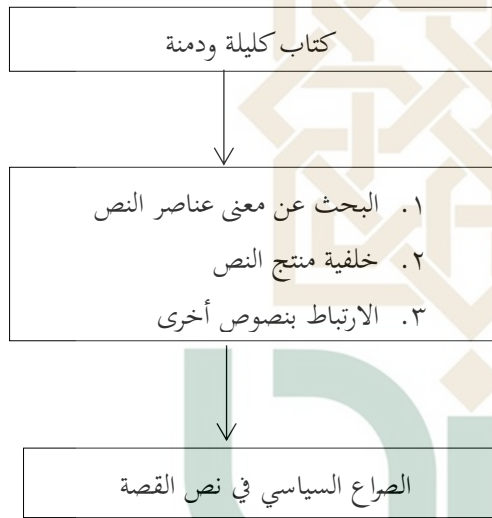 كتاب كليلة ودمنة
١. البحث عن معنى عناصر النص
٢. خلفية منتج النص
٣. الارتباط بنصوص أخرى
الصراع السياسي في نص القصة